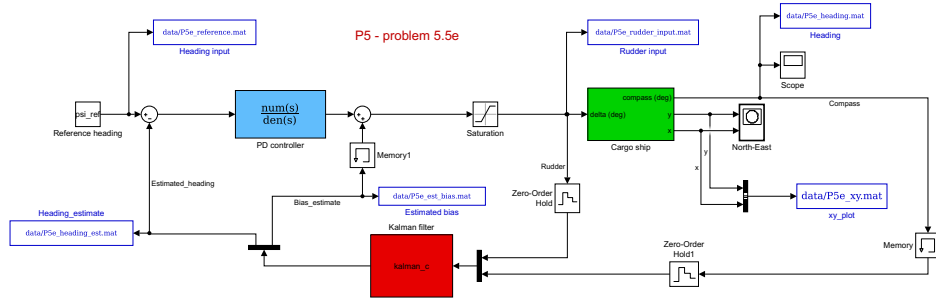 data/P5e_reference.mat
Heading input
P5 - problem 5.5e
data/P5e_rudder_input.mat
Rudder input
data/P5e_heading.mat
Heading
Scope
psi_ref
Reference heading
num(s)
den(s)
PD controller
Saturation
compass (deg)
delta (deg)
y
x
Cargo ship
North-East
Compass
Memory1
Estimated_heading
Bias_estimate
data/P5e_est_bias.mat
Estimated bias
Rudder
Zero-Order
Hold
x
y
data/P5e_xy.mat
xy_plot
Heading_estimate
data/P5e_heading_est.mat
Kalman filter
kalman_c
Zero-Order
Hold1
Memory